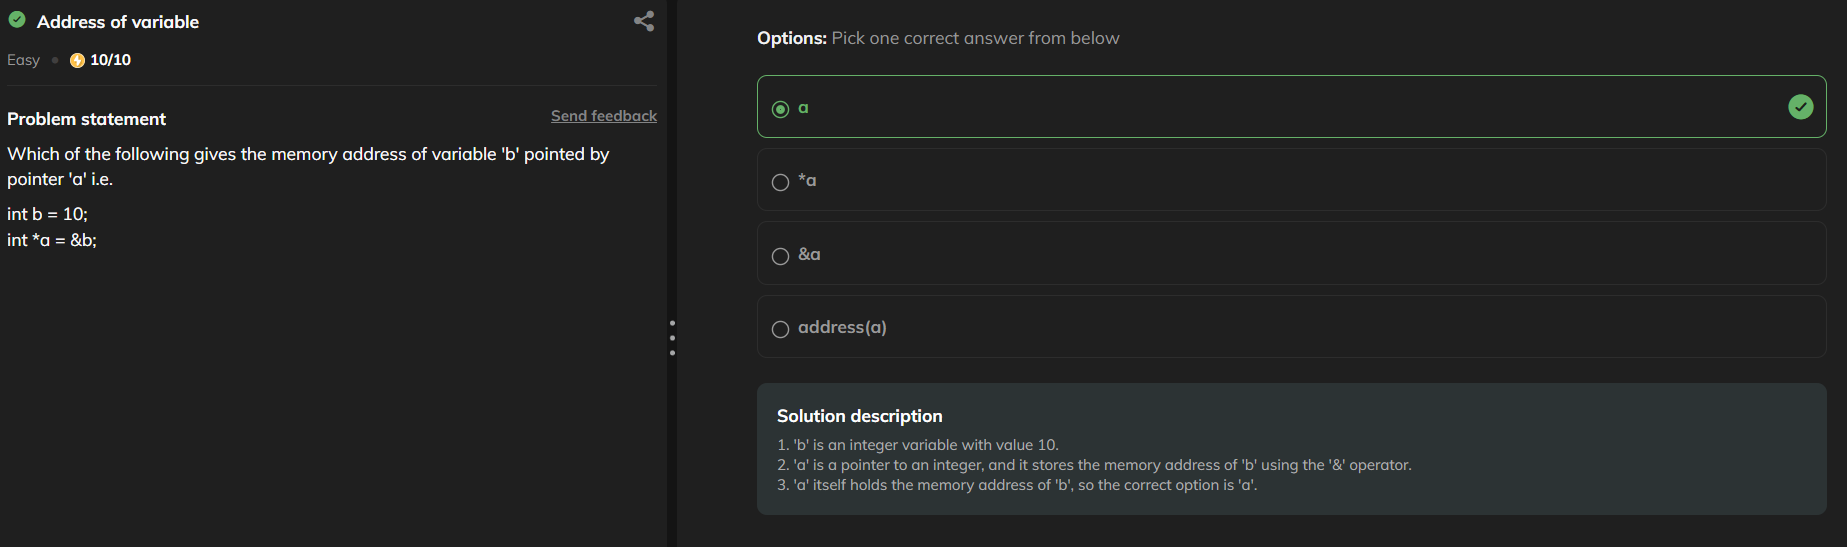 Address of variable
Easy • 10/10
Problem statement
Send feedback
Which of the following gives the memory address of variable 'b' pointed by
pointer 'a' i.e.
int b = 10;
int *a = &b;
Options: Pick one correct answer from below
a
*a
&a
address(a)
Solution description
1. 'b' is an integer variable with value 10.
2. 'a' is a pointer to an integer, and it stores the memory address of 'b' using the '&' operator.
3. 'a' itself holds the memory address of 'b', so the correct option is 'a'.